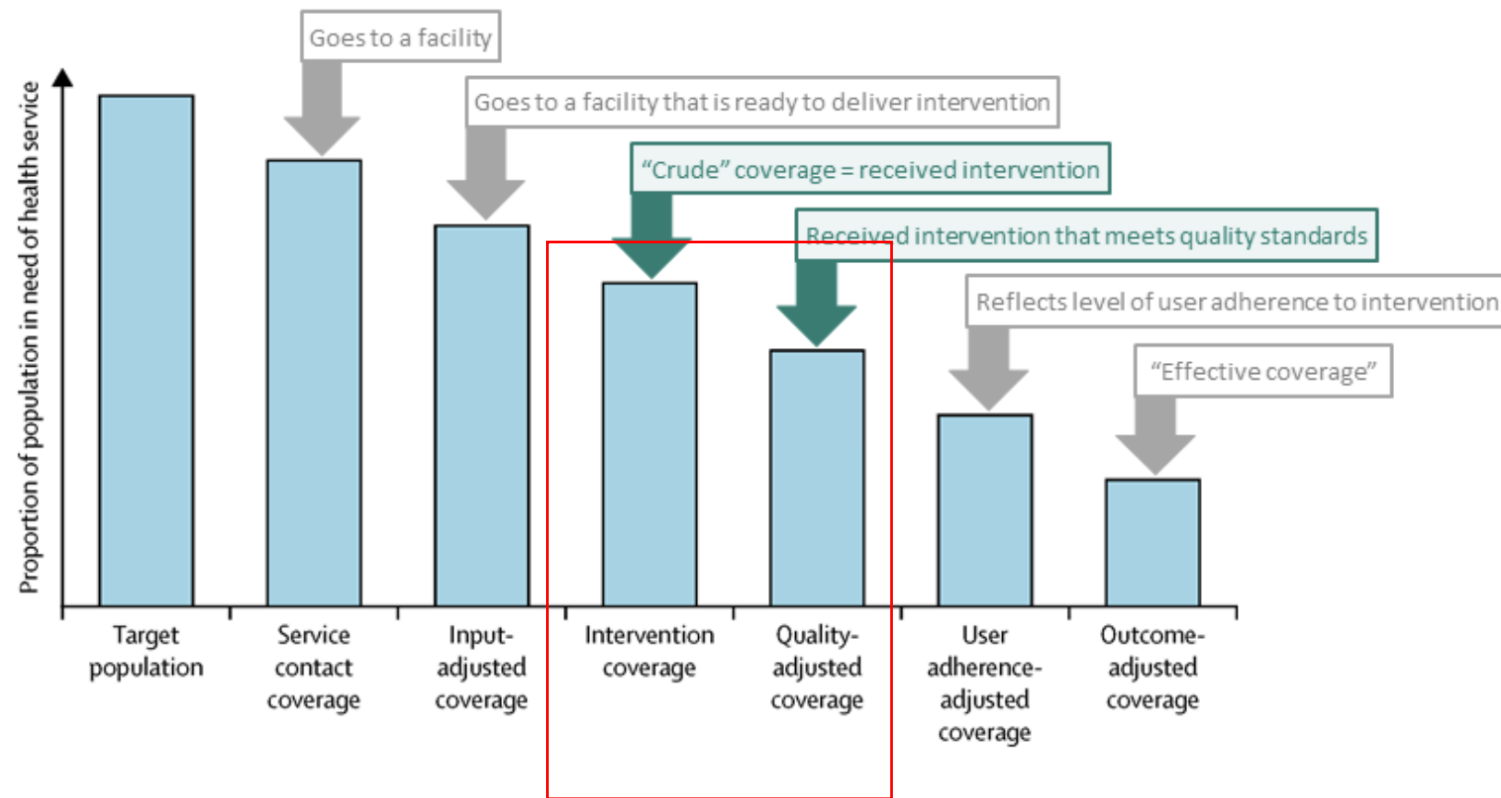 Goes to a facility
Goes to a facility that is ready to deliver intervention
“Crude” coverage = received intervention
Received intervention that meets quality standards
Reflects level of user adherence to intervention
“Effective coverage”
Proportion of population in need of health service
Target
population
Service
contact
coverage
Input-
adjusted
coverage
Intervention
coverage
Quality-
adjusted
coverage
User
adherence-
adjusted
coverage
Outcome-
adjusted
coverage